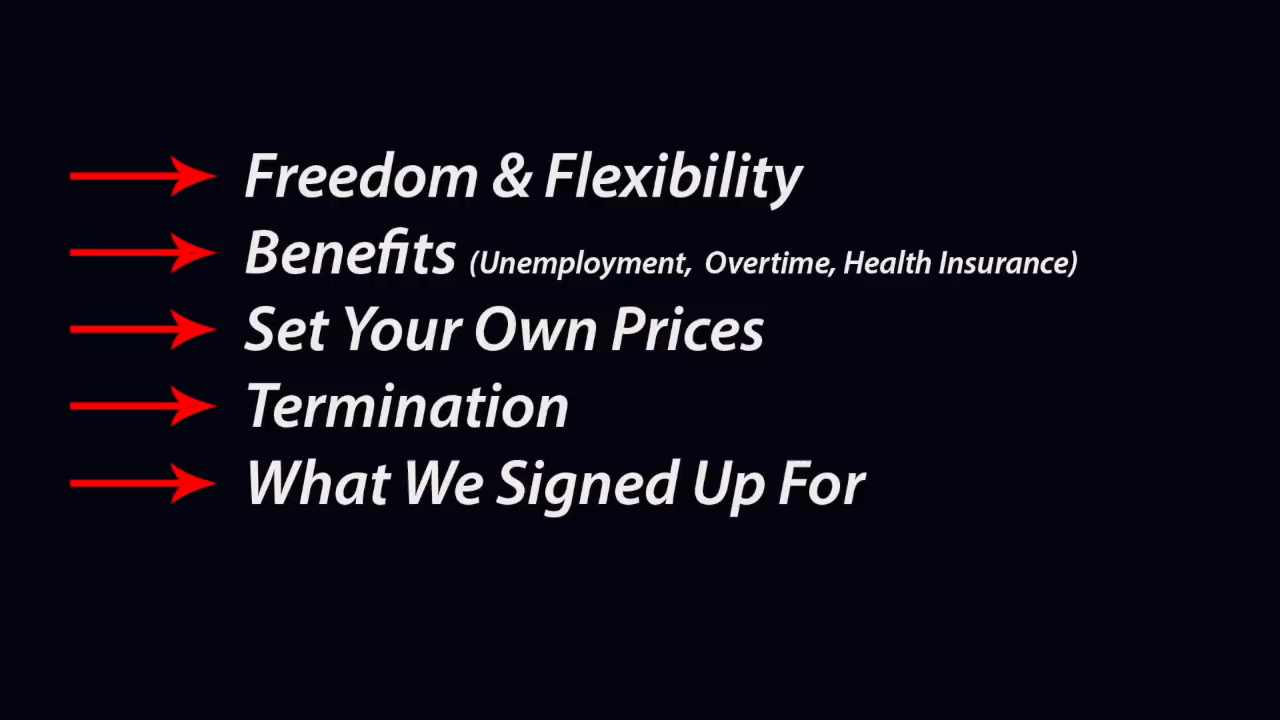 Freedom & Flexibility
Benefits (Unemployment, Overtime, Health Insurance)
Set Your Own Prices
Termination
What We Signed Up For